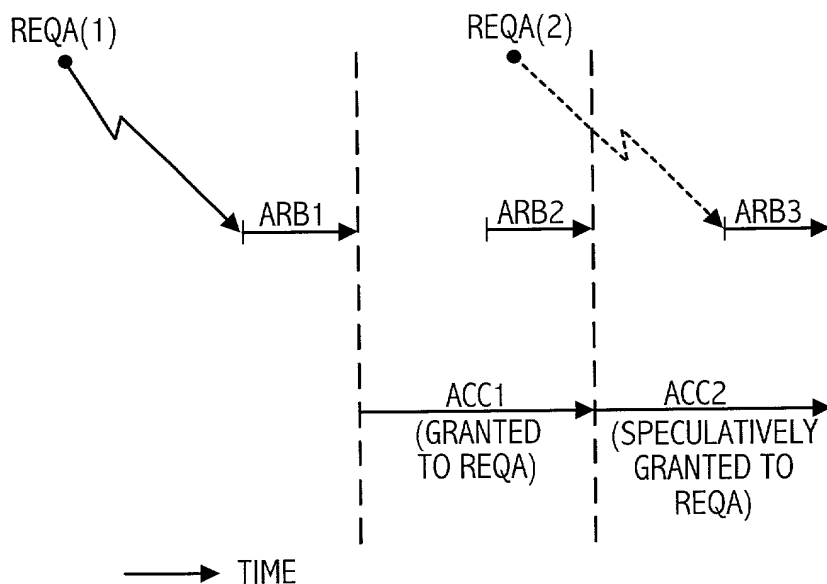 REQA(1)
REQA(2)
ARB1
ARB2
ARB3
ACC1
(GRANTED
TO REQA)
ACC2
(SPECULATIVELY
GRANTED TO
REQA)
TIME